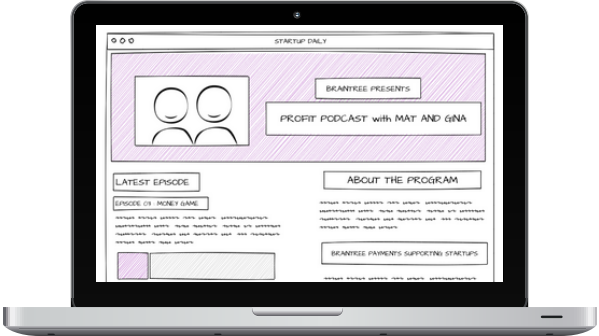 STARTUP DAILY
BRAINTREE PRESENTS
PROFIT PODCAST with MAT AND GINA
LATEST EPISODE
EPISODE 03 MONEY GAME
ABOUT THE PROGRAM
BRAINTREE PAYMENTS SUPPORTING STARTUPS